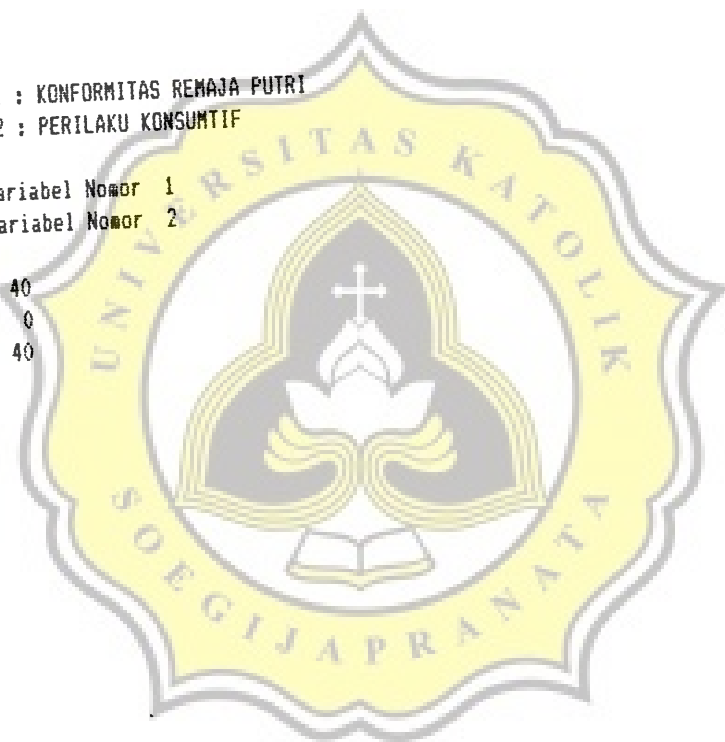 : KONFORMITAS REMAJA PUTRI
2 : PERILAKU KONSUMTIF
ariabel Nomor 1
ariabel Nomor 2
40
0
40
UNIVERSITAS KATOLIK
SOEGIJAPRANATA